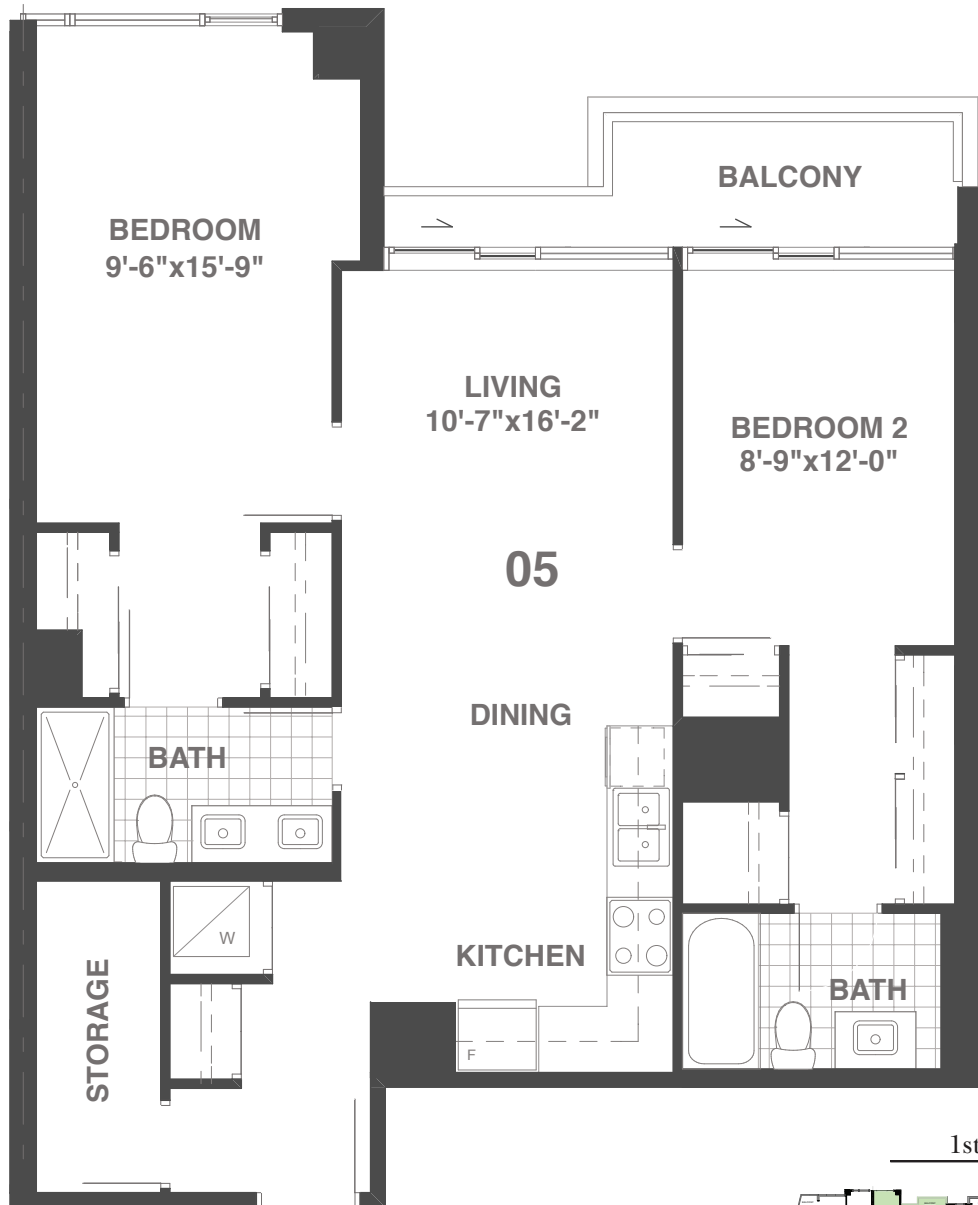 BALCONY
BEDROOM
9'-6"x15'-9"
LIVING
10'-7"x16'-2"
BEDROOM 2
8'-9"x12'-0"
05
DINING
BATH
W
KITCHEN
STORAGE
BATH
F
1st